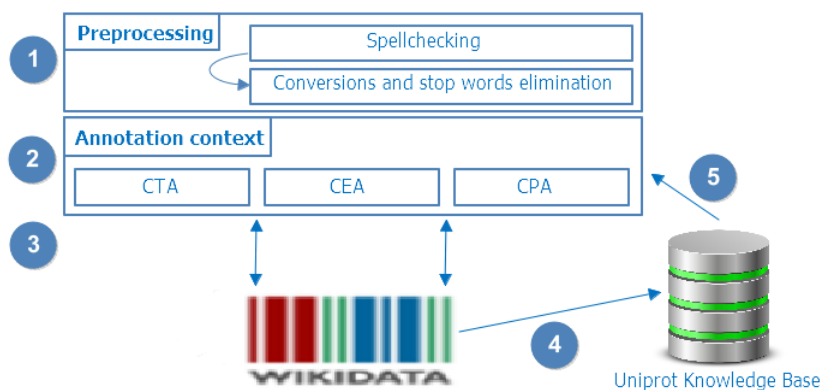 Preprocessing
Spellchecking
1
Conversions and stop words elimination
Annotation context
2
CTA
CEA
CPA
5
3
4
WIKIDATA
Uniprot Knowledge Base